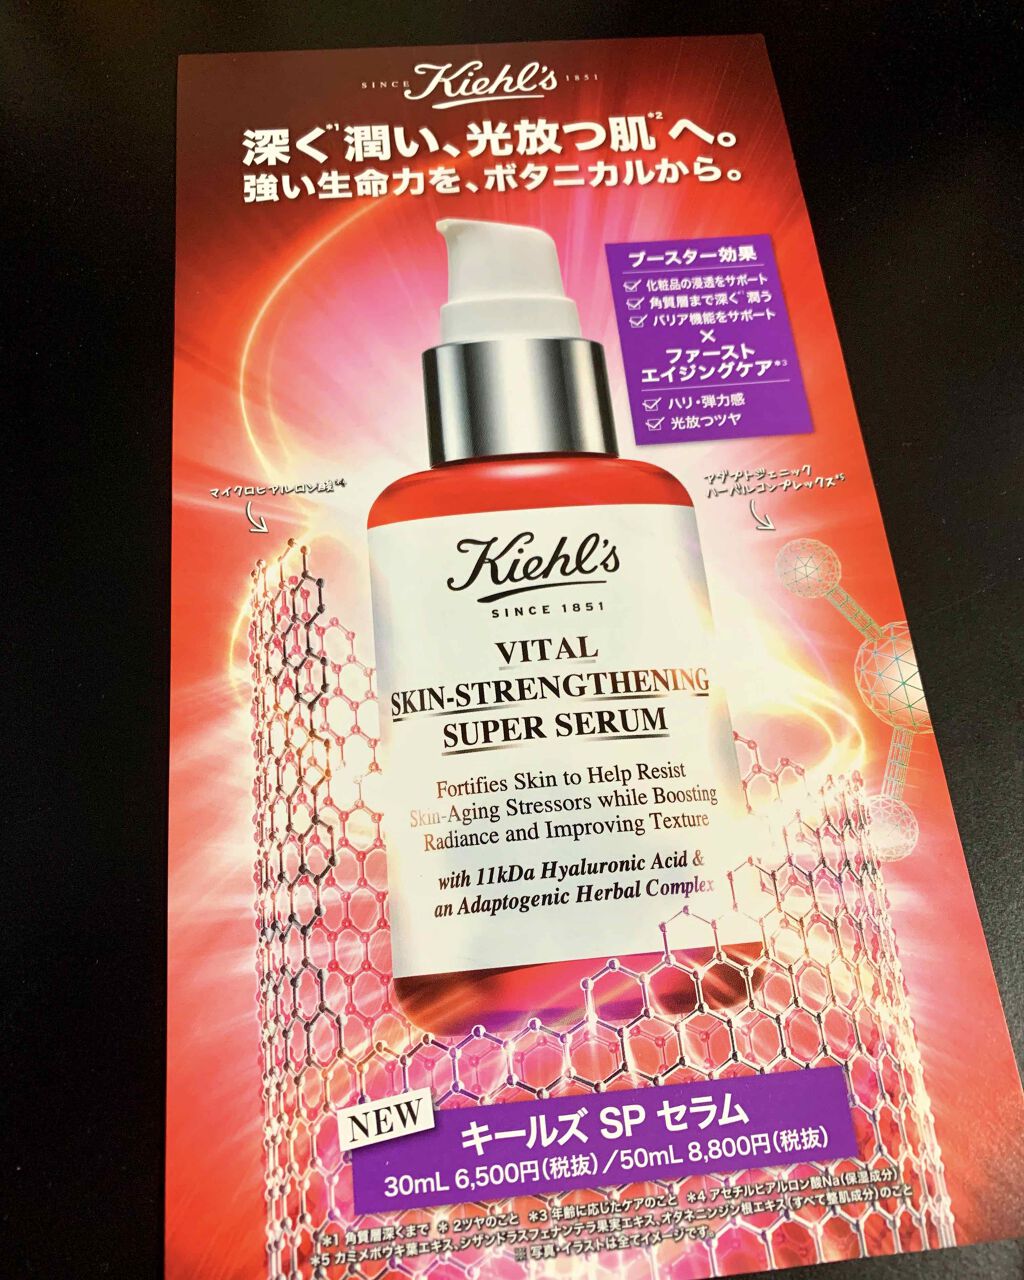 SINCE Kiehl's 1851
深く*1潤い、光放つ肌*2へ。
強い生命力を、ボタニカルから。
ブースター効果
化粧品の浸透をサポート
角質層まで深く*1潤う
バリア機能をサポート
×
ファースト
エイジングケア*3
ハリ・弾力感
光放つツヤ
マイクロヒアルロン酸*4
アダプトジェニック
ハーバルコンプレックス*5
Kiehl's
SINCE 1851
VITAL
SKIN-STRENGTHENING
SUPER SERUM
Fortifies Skin to Help Resist
Skin-Aging Stressors while Boosting
Radiance and Improving Texture
with 11kDa Hyaluronic Acid &
an Adaptogenic Herbal Complex
NEW
キールズ SP セラム
30mL 6,500円(税抜)/50mL 8,800円(税抜)
*1 角質層深くまで *2ツヤのこと *3 年齢に応じたケアのこと *4 アセチルヒアルロン酸Na(保湿成分)
*5 カミメボウキ葉エキス、シザンドラスフェナンテラ果実エキス、オタネニンジン根エキス(すべて整肌成分)のこと
※ 写真・イラストは全てイメージです。